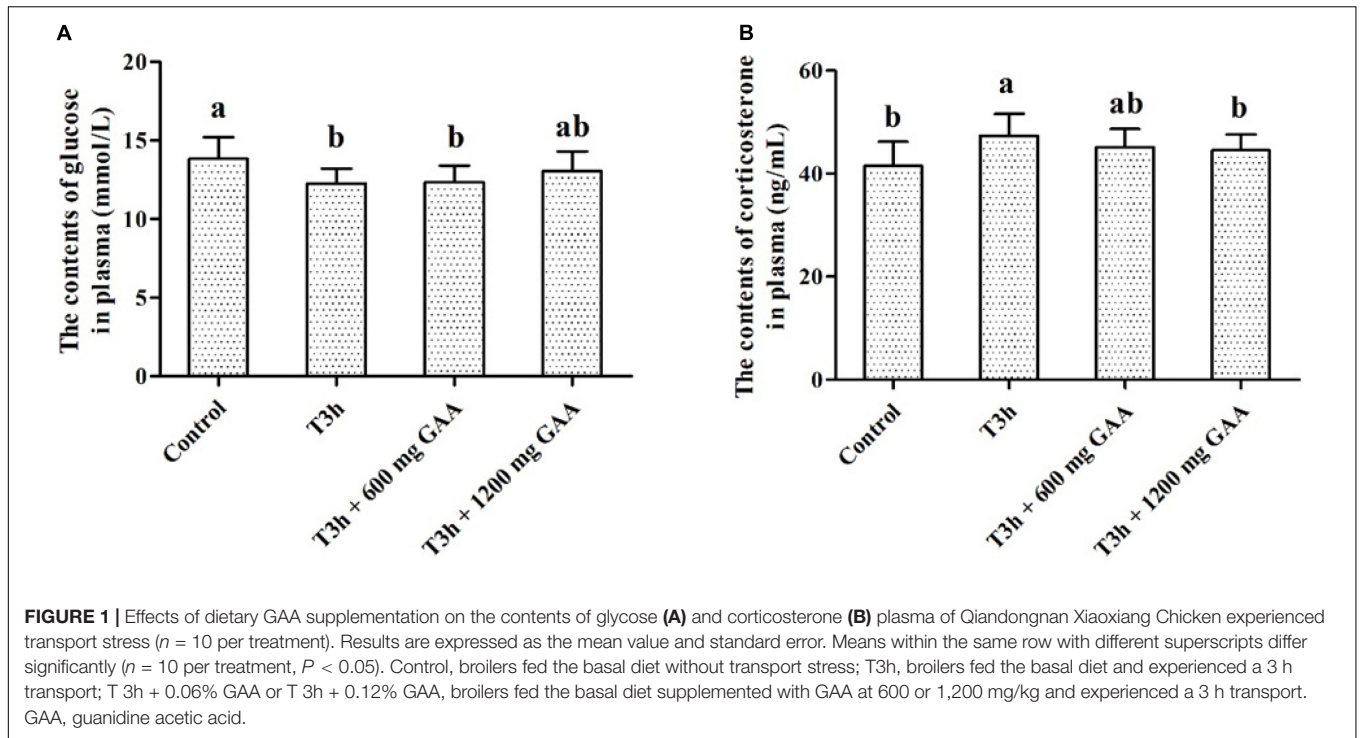 A
The contents of glucose
in plasma (mmol/L)
20
15
10
5
0
a
b
b
ab
Control
T3h
T3h + 600 mg GAA
T3h + 1200 mg GAA
B
The contents of corticosterone
in plasma (ng/mL)
60
40
20
0
b
a
ab
b
Control
T3h
T3h + 600 mg GAA
T3h + 1200 mg GAA
FIGURE 1 | Effects of dietary GAA supplementation on the contents of glycose (A) and corticosterone (B) plasma of Qiandongnan Xiaoxiang Chicken experienced
transport stress (n = 10 per treatment). Results are expressed as the mean value and standard error. Means within the same row with different superscripts differ
significantly (n = 10 per treatment, P < 0.05). Control, broilers fed the basal diet without transport stress; T3h, broilers fed the basal diet and experienced a 3 h
transport; T 3h + 0.06% GAA or T 3h + 0.12% GAA, broilers fed the basal diet supplemented with GAA at 600 or 1,200 mg/kg and experienced a 3 h transport.
GAA, guanidine acetic acid.